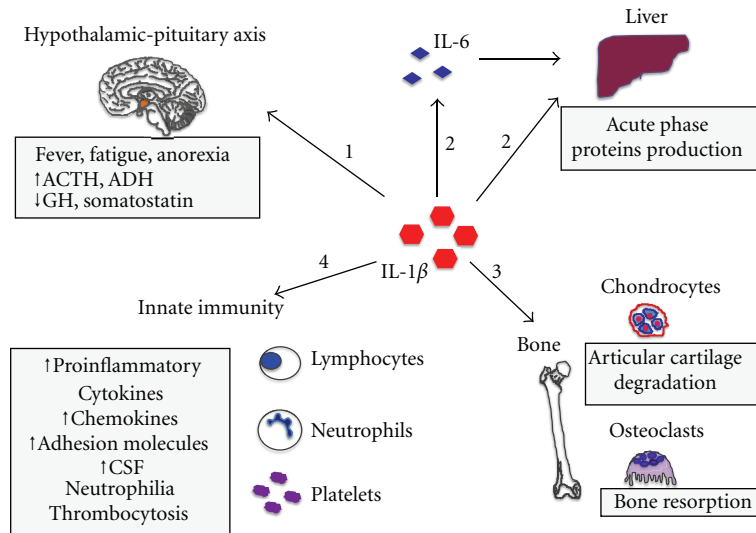 Hypothalamic-pituitary axis
Fever, fatigue, anorexia
↑ACTH, ADH
↓GH, somatostatin
1
IL-6
2
2
Liver
Acute phase
proteins production
IL-1β
4
3
Innate immunity
↑Proinflammatory
Cytokines
↑Chemokines
↑Adhesion molecules
↑CSF
Neutrophilia
Thrombocytosis
Lymphocytes
Neutrophils
Platelets
Bone
Chondrocytes
Articular cartilage
degradation
Osteoclasts
Bone resorption